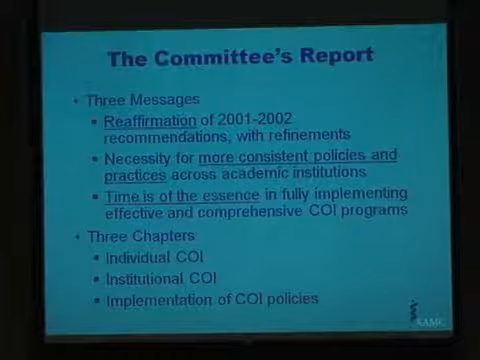 The Committee's Report
• Three Messages
▪ Reaffirmation of 2001-2002
recommendations, with refinements
▪ Necessity for more consistent policies and
practices across academic institutions
▪ Time is of the essence in fully implementing
effective and comprehensive COI programs
• Three Chapters
▪ Individual COI
▪ Institutional COI
▪ Implementation of COI policies
AAMC